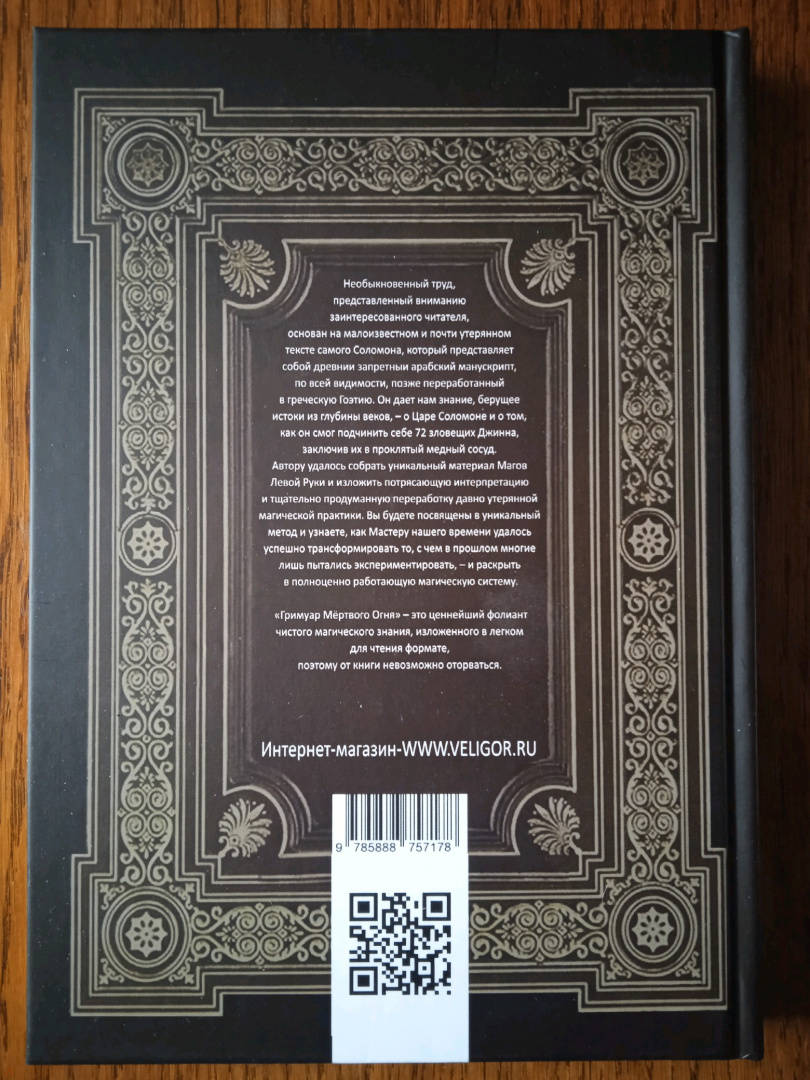 Необыкновенный труд,
представленный вниманию
заинтересованного читателя,
основан на малоизвестном и почти утерянном
тексте самого Соломона, который представляет
собой древнии запретныи арабский манускрипт,
по всей видимости, позже переработанный
в греческую Гоэтию. Он дает нам знание, берущее
истоки из глубины веков, – о Царе Соломоне и о том,
как он смог подчинить себе 72 зловещих Джинна,
заключив их в проклятый медный сосуд.
Автору удалось собрать уникальный материал Магов
Левой Руки и изложить потрясающую интерпретацию
и тщательно продуманную переработку давно утерянной
магической практики. Вы будете посвящены в уникальный
метод и узнаете, как Мастеру нашего времени удалось
успешно трансформировать то, с чем в прошлом многие
лишь пытались экспериментировать, – и раскрыть
в полноценно работающую магическую систему.
«Гримуар Мёртвого Огня» – это ценнейший фолиант
чистого магического знания, изложенного в легком
для чтения формате,
поэтому от книги невозможно оторваться.
Интернет-магазин-WWW.VELIGOR.RU
9 785888 757178